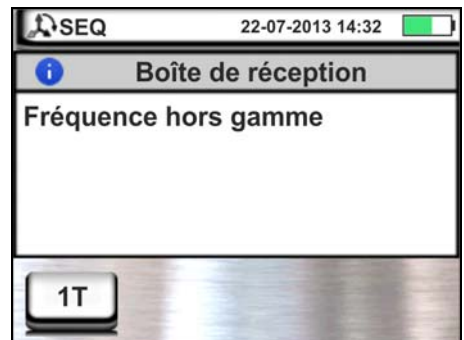 SEQ 22-07-2013 14:32
Boîte de réception
Fréquence hors gamme
1T